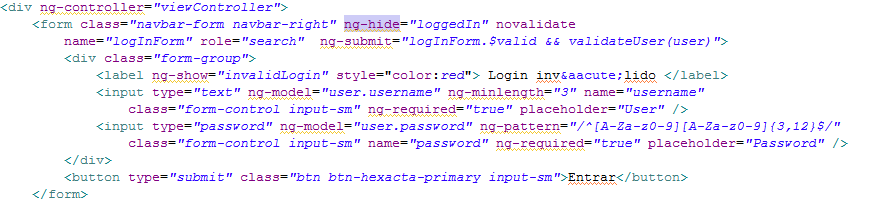 <div ng-controller="viewController">
<form class="navbar-form navbar-right" ng-hide="loggedIn" novalidate
name="logInForm" role="search"  ng-submit="logInForm.$valid && validateUser(user)">
<div class="form-group">
<label ng-show="invalidLogin" style="color:red"> Login inv&aacute;lido </label>
<input type="text" ng-model="user.username" ng-minlength="3" name="username"
class="form-control input-sm" ng-required="true" placeholder="User" />
<input type="password" ng-model="user.password" ng-pattern="/^[A-Za-z0-9][A-Za-z0-9]{3,12}$/"
class="form-control input-sm" name="password" ng-required="true" placeholder="Password" />
</div>
<button type="submit" class="btn btn-hexacta-primary input-sm">Entrar</button>
</form>